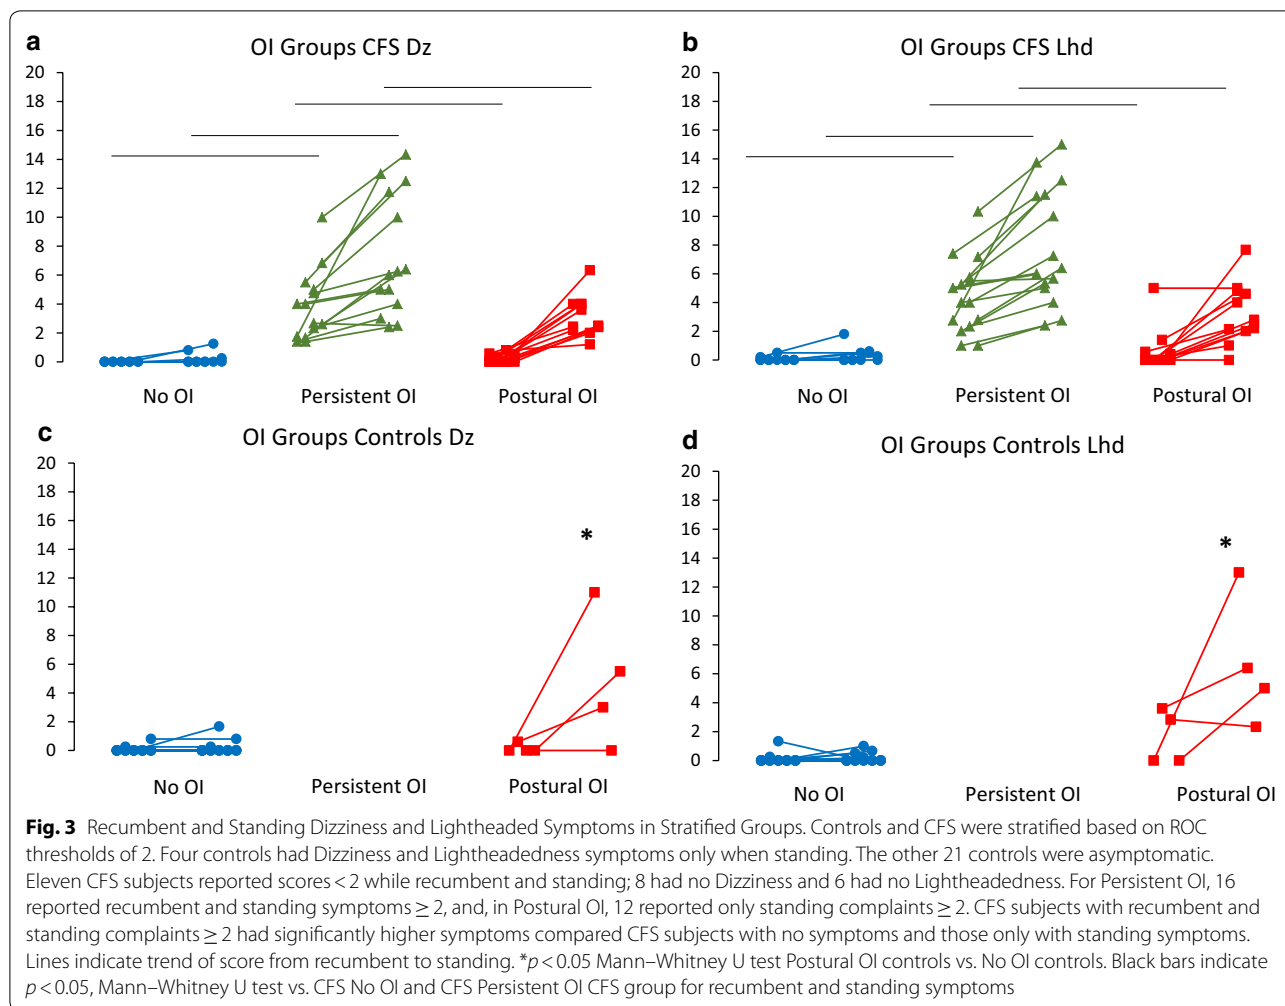 a
OI Groups CFS Dz
20
18
16
14
12
10
8
6
4
2
0
No OI Persistent OI Postural OI
b
OI Groups CFS Lhd
20
18
16
14
12
10
8
6
4
2
0
No OI Persistent OI Postural OI
c
OI Groups Controls Dz
20
18
16
14
12
10
8
6
4
2
0
*
No OI Persistent OI Postural OI
d
OI Groups Controls Lhd
20
18
16
14
12
10
8
6
4
2
0
*
No OI Persistent OI Postural OI
Fig. 3 Recumbent and Standing Dizziness and Lightheaded Symptoms in Stratified Groups. Controls and CFS were stratified based on ROC
thresholds of 2. Four controls had Dizziness and Lightheadedness symptoms only when standing. The other 21 controls were asymptomatic.
Eleven CFS subjects reported scores < 2 while recumbent and standing; 8 had no Dizziness and 6 had no Lightheadedness. For Persistent OI, 16
reported recumbent and standing symptoms ≥ 2, and, in Postural OI, 12 reported only standing complaints ≥ 2. CFS subjects with recumbent and
standing complaints ≥ 2 had significantly higher symptoms compared CFS subjects with no symptoms and those only with standing symptoms.
Lines indicate trend of score from recumbent to standing. *p < 0.05 Mann–Whitney U test Postural OI controls vs. No OI controls. Black bars indicate
p < 0.05, Mann–Whitney U test vs. CFS No OI and CFS Persistent OI CFS group for recumbent and standing symptoms